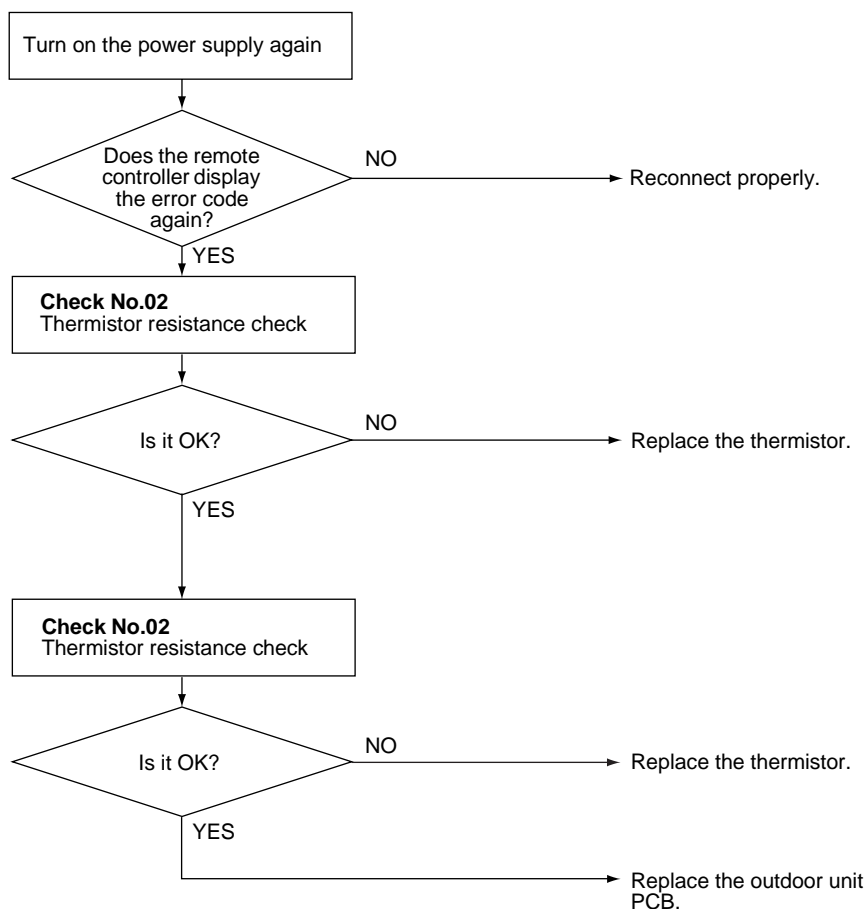 Turn on the power supply again
Does the remote
controller display
the error code
again?
NO
Reconnect properly.
YES
Check No.02
Thermistor resistance check
Is it OK?
NO
Replace the thermistor.
YES
Check No.02
Thermistor resistance check
Is it OK?
NO
Replace the thermistor.
YES
Replace the outdoor unit
PCB.